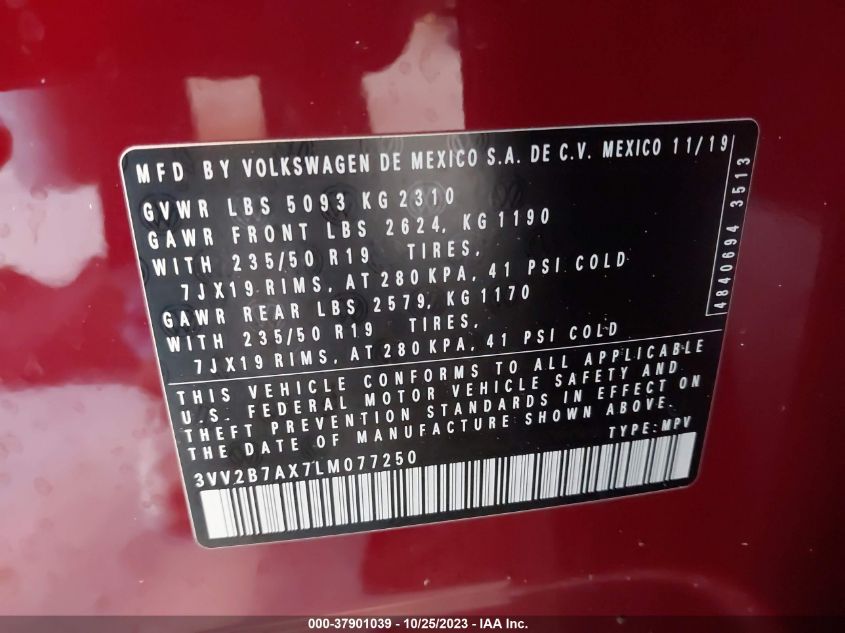 MFD BY VOLKSWAGEN DE MEXICO S.A. DE C.V. MEXICO 11/19
GVWR LBS 5093 KG 2310
GAWR FRONT LBS 2624, KG 1190
WITH 235/50 R19 TIRES,
7JX19 RIMS, AT 280 KPA, 41 PSI COLD
GAWR REAR LBS 2579, KG 1170
WITH 235/50 R19 TIRES,
7JX19 RIMS, AT 280 KPA, 41 PSI COLD
4840694 3513
THIS VEHICLE CONFORMS TO ALL APPLICABLE
U.S. FEDERAL MOTOR VEHICLE SAFETY AND
THEFT PREVENTION STANDARDS IN EFFECT ON
THE DATE OF MANUFACTURE SHOWN ABOVE.
TYPE: MPV
3VV2B7AX7LM077250
000-37901039 - 10/25/2023 - IAA Inc.